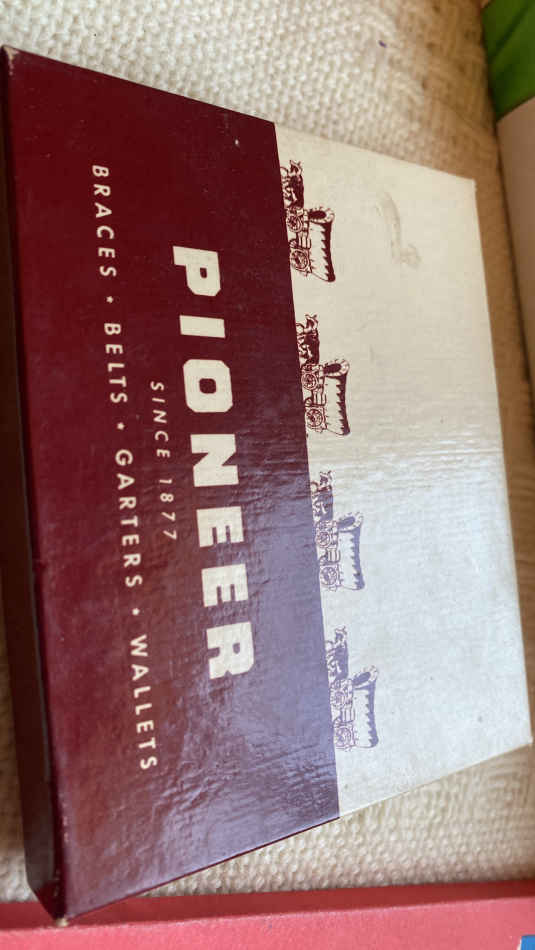 PIONEER
SINCE 1877
BRACES * BELTS * GARTERS * WALLETS